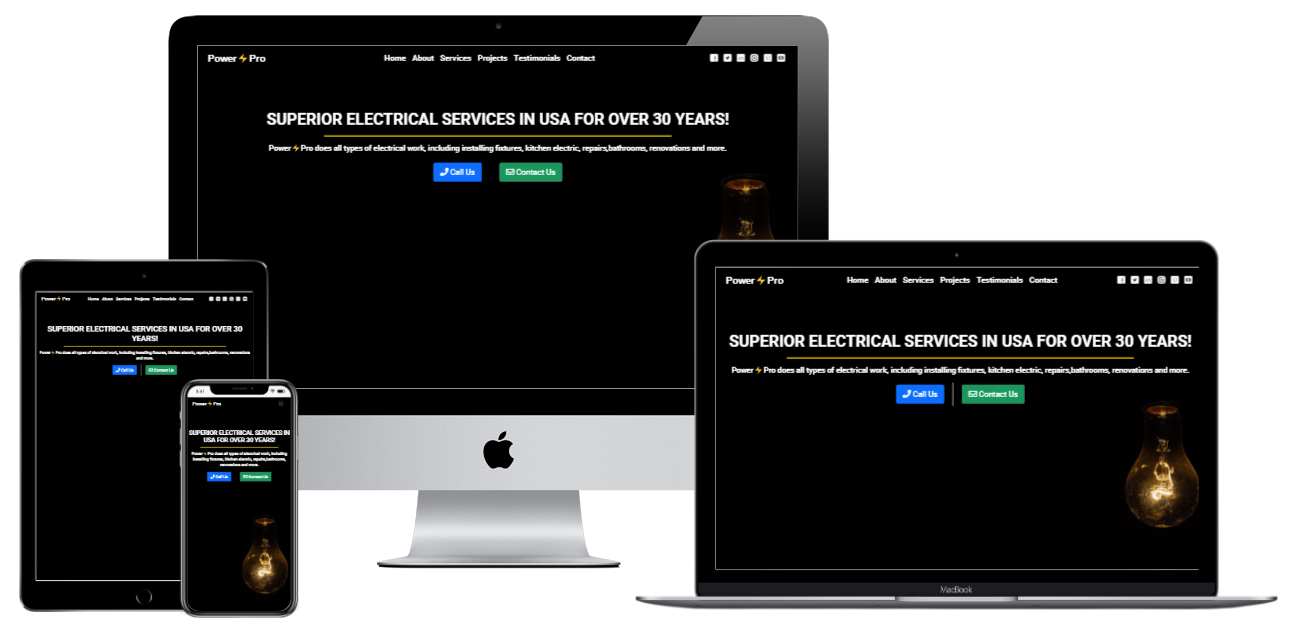 Power Pro
Home About Services Projects Testimonials Contact
SUPERIOR ELECTRICAL SERVICES IN USA FOR OVER 30 YEARS!
Power Pro does all types of electrical work, including installing fixtures, kitchen electric, repairs,bathrooms, renovations and more.
Call Us
Contact Us
Power Pro
Home About Services Projects Testimonials Contact
SUPERIOR ELECTRICAL SERVICES IN USA FOR OVER 30
YEARS!
Power Pro does all types of electrical work, including installing fixtures, kitchen electric, repairs,bathrooms, renovations
and more.
Call Us
Contact Us
9:41
Power Pro
SUPERIOR ELECTRICAL SERVICES IN
USA FOR OVER 30 YEARS!
Power Pro does all types of electrical work, including
installing fixtures, kitchen electric, repairs,bathrooms,
renovations and more.
Call Us
Contact Us
Power Pro
Home About Services Projects Testimonials Contact
SUPERIOR ELECTRICAL SERVICES IN USA FOR OVER 30 YEARS!
Power Pro does all types of electrical work, including installing fixtures, kitchen electric, repairs,bathrooms, renovations and more.
Call Us
Contact Us
MacBook